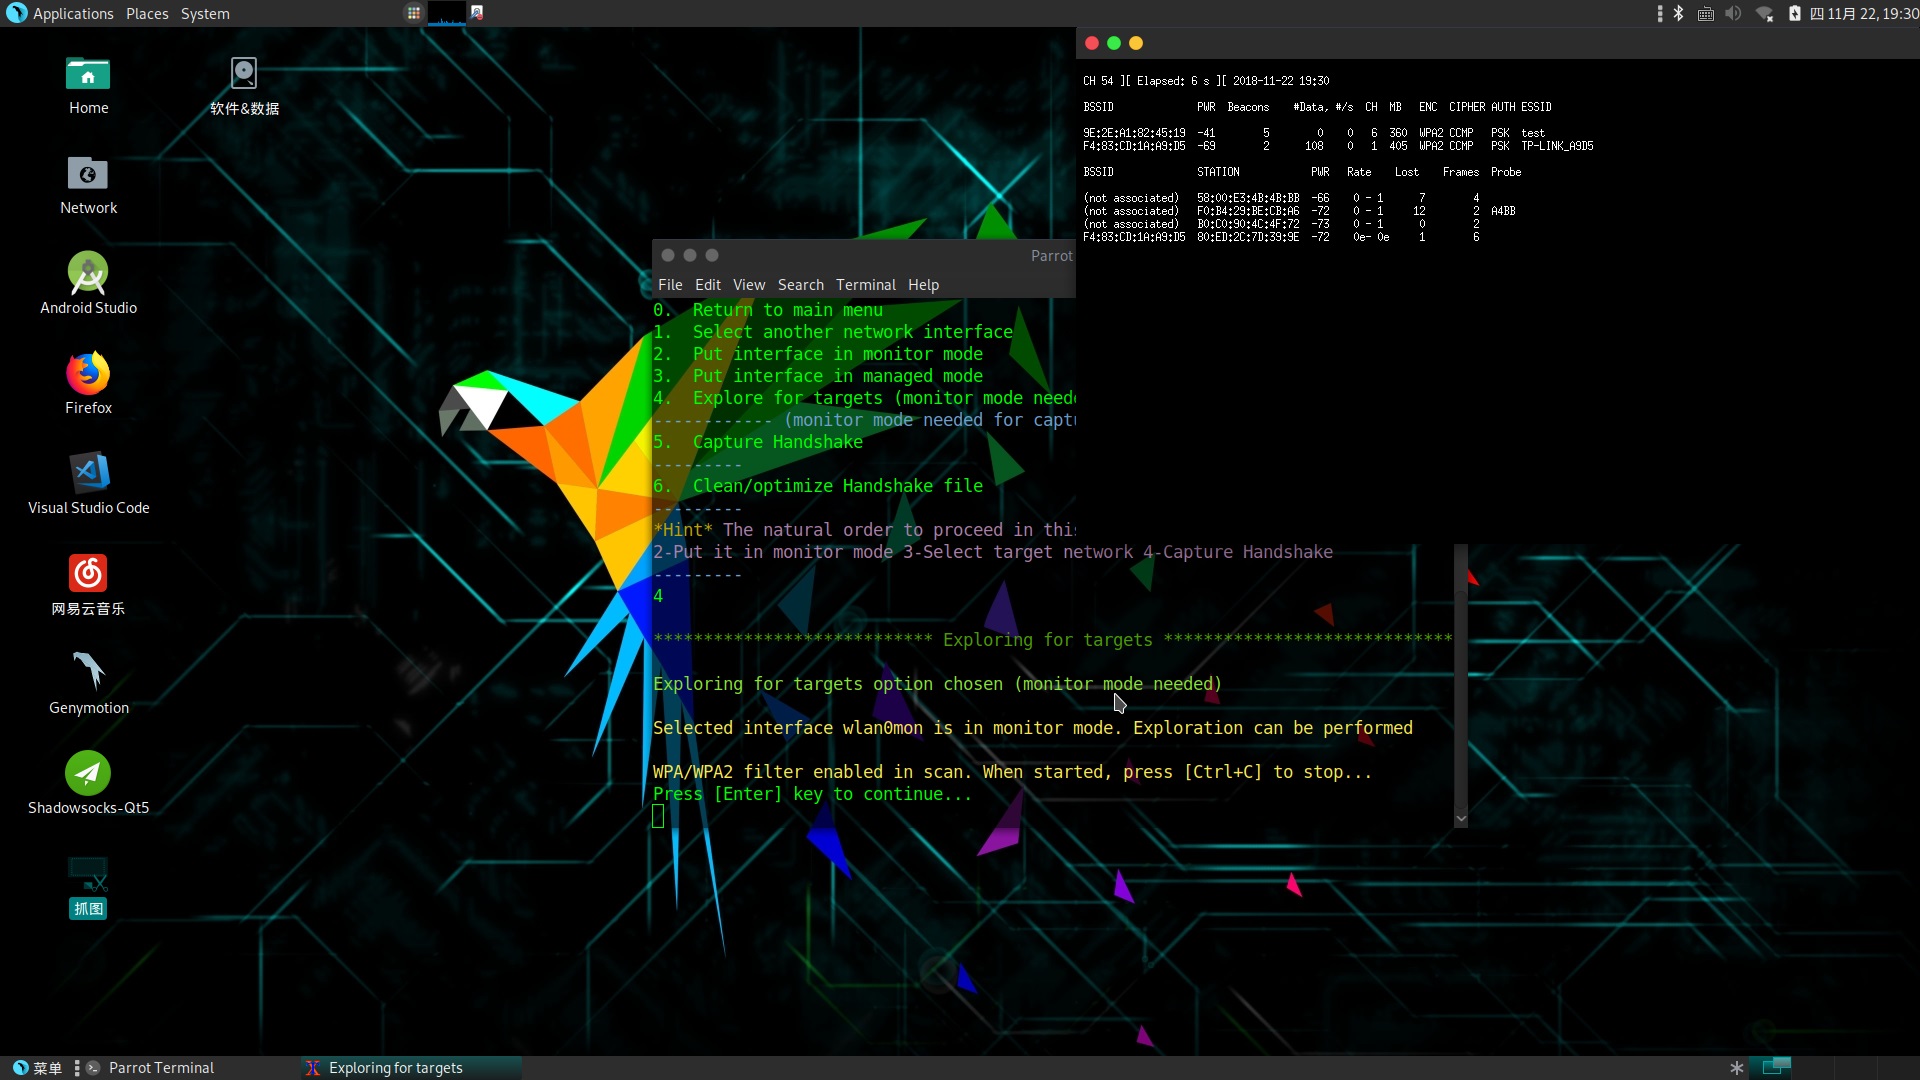 Applications Places System
四 11月 22, 19:30
Home
软件&数据
Network
Android Studio
Firefox
Visual Studio Code
网易云音乐
Genymotion
Shadowsocks-Qt5
抓图
CH 54 ][ Elapsed: 6 s ][ 2018-11-22 19:30
BSSID PWR Beacons #Data, #/s CH MB ENC CIPHER AUTH ESSID
9E:2E:A1:82:45:19 -41 5 0 0 6 360 WPA2 CCMP PSK test
F4:83:CD:1A:A9:D5 -69 2 108 0 1 405 WPA2 CCMP PSK TP-LINK_A9D5
BSSID STATION PWR Rate Lost Frames Probe
(not associated) 58:00:E3:4B:4B:BB -66 0 - 1 7 4
(not associated) F0:B4:29:BE:CB:A6 -72 0 - 1 12 2 A4BB
(not associated) B0:C0:90:4C:4F:72 -73 0 - 1 0 2
F4:83:CD:1A:A9:D5 80:ED:2C:7D:39:9E -72 0e- 0e 1 6
Parrot
File Edit View Search Terminal Help
0. Return to main menu
1. Select another network interface
2. Put interface in monitor mode
3. Put interface in managed mode
4. Explore for targets (monitor mode neede
------------ (monitor mode needed for captu
5. Capture Handshake
---------
6. Clean/optimize Handshake file
---------
*Hint* The natural order to proceed in this
2-Put it in monitor mode 3-Select target network 4-Capture Handshake
---------
4
**************************** Exploring for targets *****************************
Exploring for targets option chosen (monitor mode needed)
Selected interface wlan0mon is in monitor mode. Exploration can be performed
WPA/WPA2 filter enabled in scan. When started, press [Ctrl+C] to stop...
Press [Enter] key to continue...
菜单 Parrot Terminal Exploring for targets